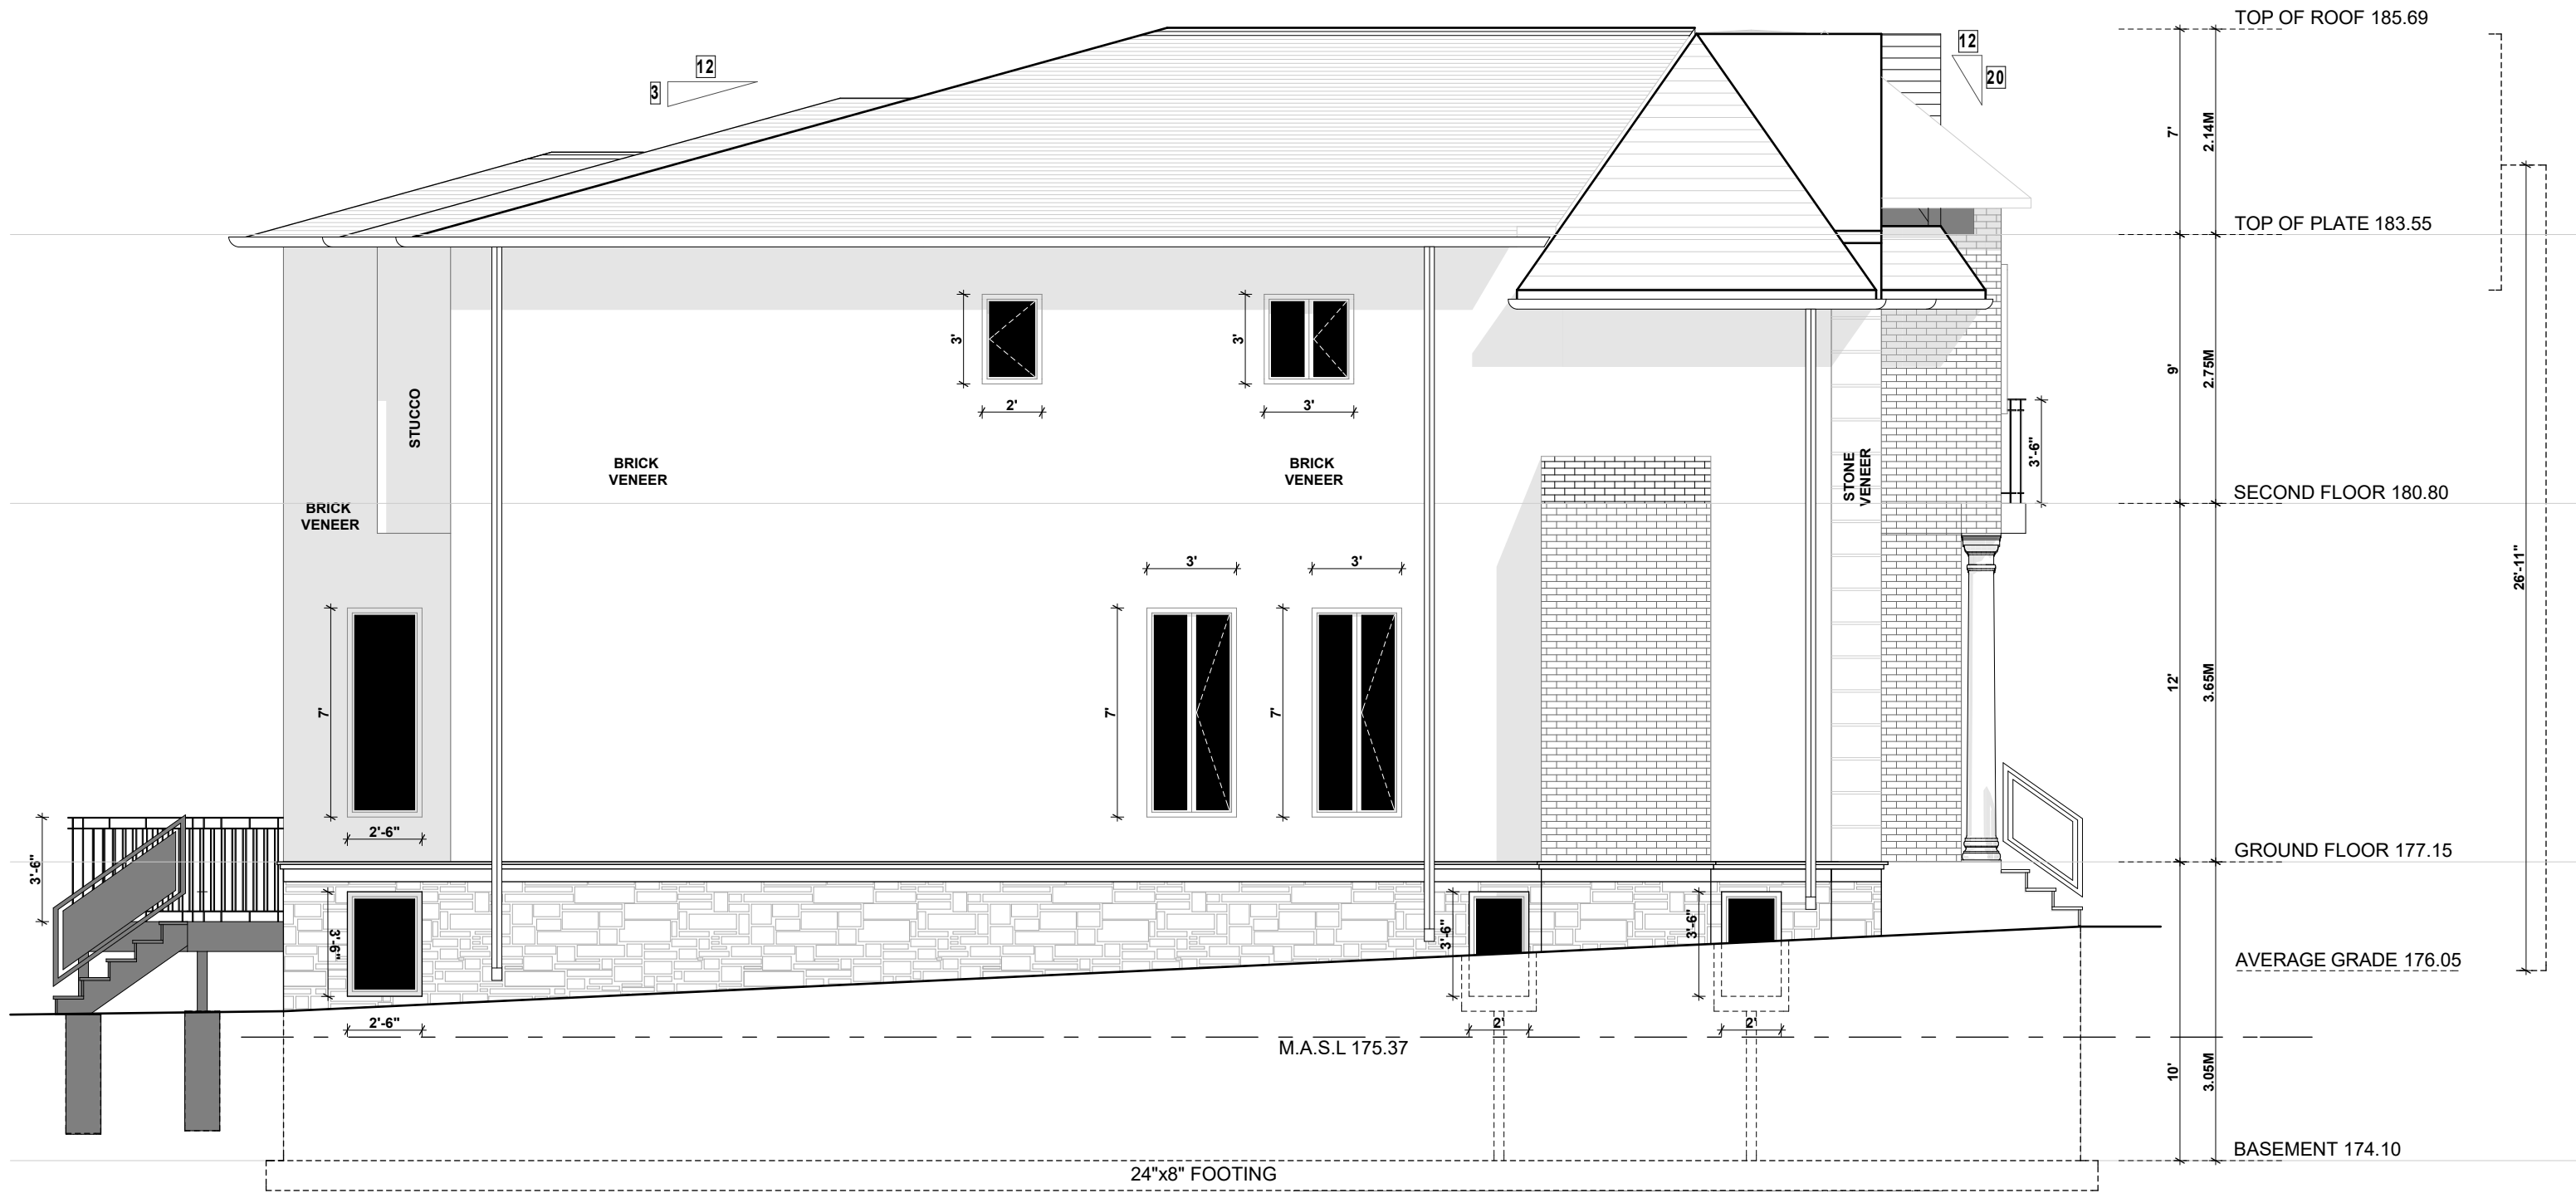 TOP OF ROOF 185.69
12
3
12
20
7'
2.14M
TOP OF PLATE 183.55
3'
2'
3'
3'
9'
2.75M
STUCCO
BRICK
VENEER
BRICK
VENEER
STONE
VENEER
3'-6"
SECOND FLOOR 180.80
BRICK
VENEER
3'
3'
26'-11"
7'
7'
7'
12'
3.65M
2'-6"
3'-6"
GROUND FLOOR 177.15
3'-6"
3'-6"
3'-6"
AVERAGE GRADE 176.05
2'-6"
2'
2'
M.A.S.L 175.37
10'
3.05M
BASEMENT 174.10
24"x8" FOOTING